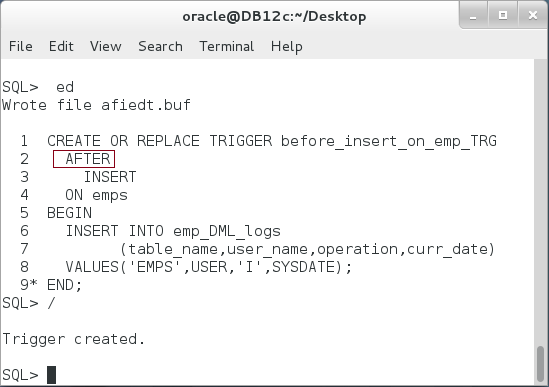 oracle@DB12c:~/Desktop
File Edit View Search Terminal Help
SQL>  ed
Wrote file afiedt.buf
1  CREATE OR REPLACE TRIGGER before_insert_on_emp_TRG
2    AFTER
3      INSERT
4    ON emps
5  BEGIN
6    INSERT INTO emp_DML_logs
7          (table_name,user_name,operation,curr_date)
8    VALUES('EMPS',USER,'I',SYSDATE);
9* END;
SQL> /
Trigger created.
SQL>